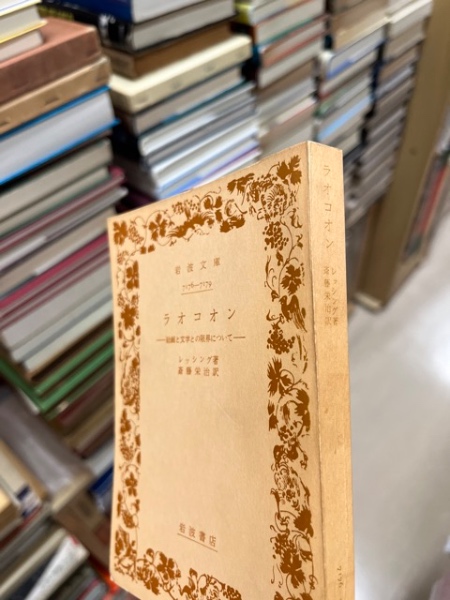 岩波文庫
ラオコオン
―絵画と文学との限界について―
レッシング著
斎藤栄治訳
岩波書店
ラオコオン
レッシング著
斎藤栄治訳